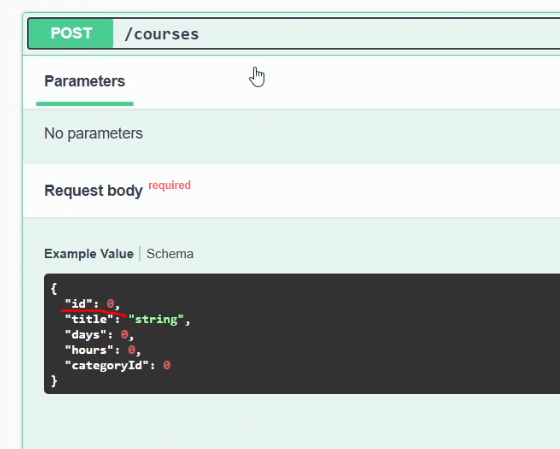 POST /courses
Parameters
No parameters
Request body required
Example Value | Schema
{
"id": 0,
"title": "string",
"days": 0,
"hours": 0,
"categoryId": 0
}